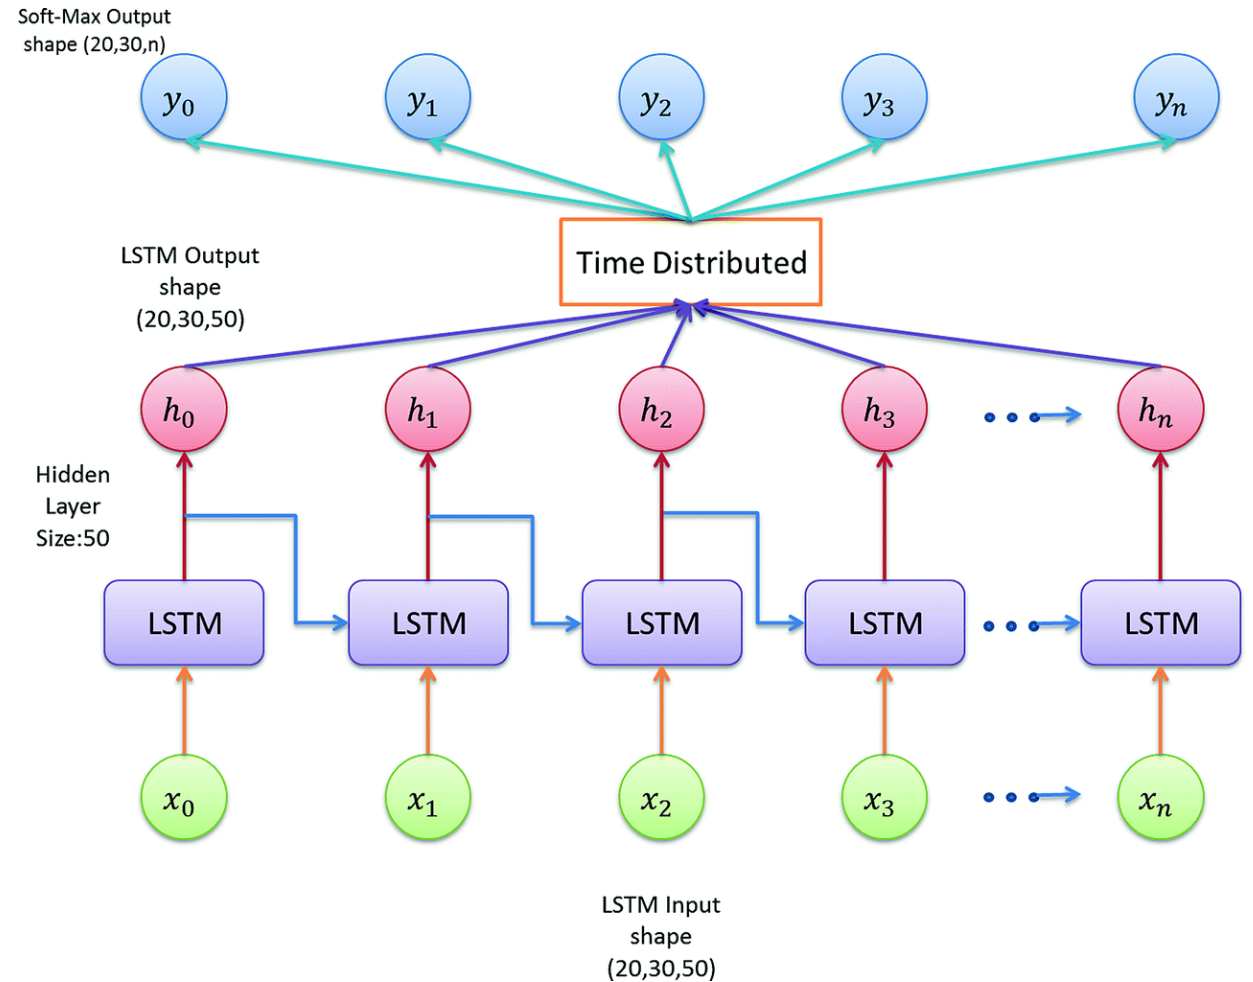 Soft-Max Output
shape (20,30,n)
y₀ y₁ y₂ y₃ yₙ
Time Distributed
LSTM Output
shape
(20,30,50)
h₀ h₁ h₂ h₃ hₙ
Hidden
Layer
Size:50
LSTM LSTM LSTM LSTM LSTM
x₀ x₁ x₂ x₃ xₙ
LSTM Input
shape
(20,30,50)